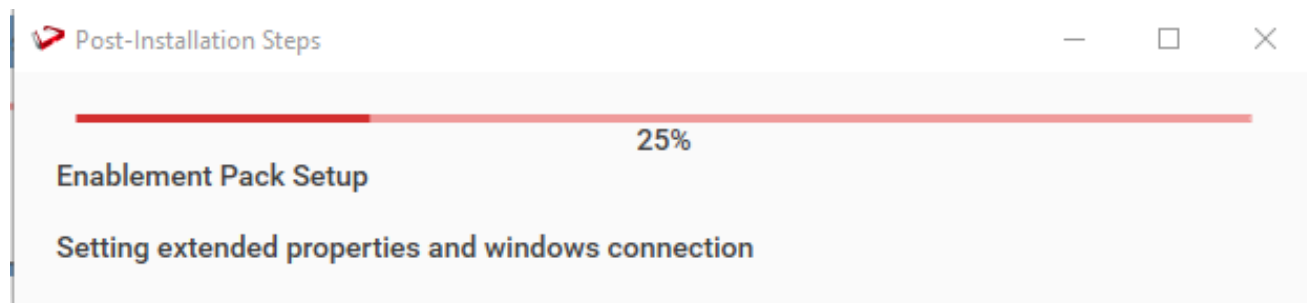 Post-Installation Steps
25%
Enablement Pack Setup
Setting extended properties and windows connection